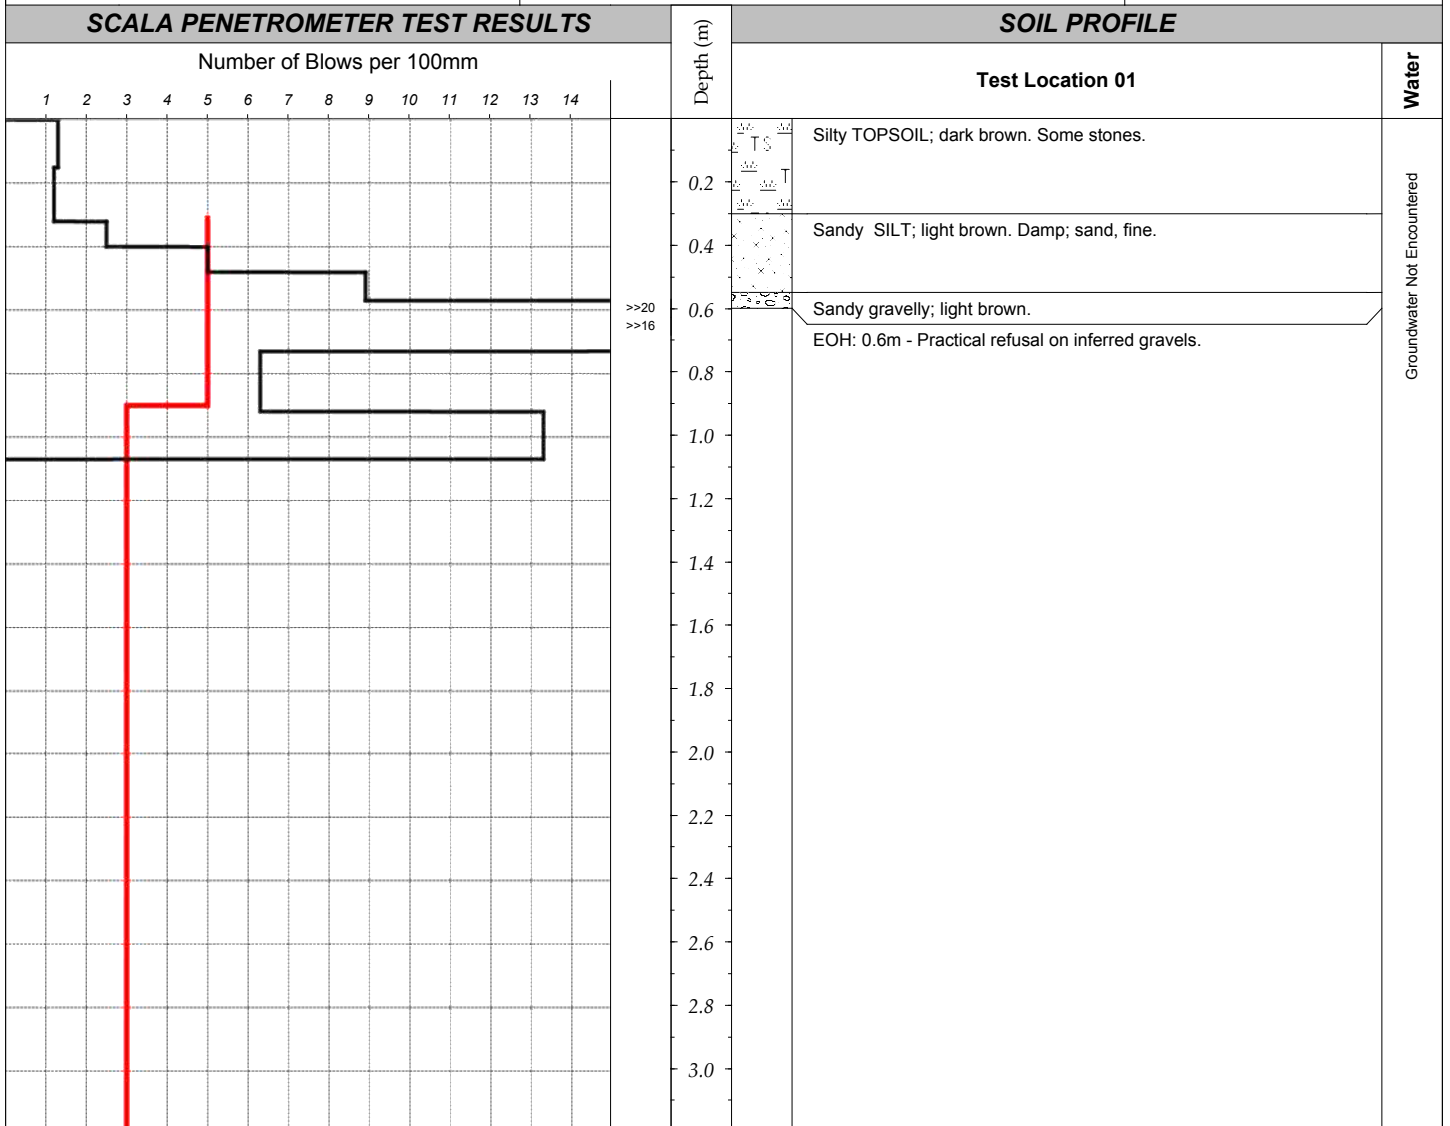 SCALA PENETROMETER TEST RESULTS
Number of Blows per 100mm
1 2 3 4 5 6 7 8 9 10 11 12 13 14
Depth (m)
SOIL PROFILE
Test Location 01
Water
TS
T
Silty TOPSOIL; dark brown. Some stones.
0.2
Sandy SILT; light brown. Damp; sand, fine.
0.4
>>20
0.6
Sandy gravelly; light brown.
>>16
EOH: 0.6m - Practical refusal on inferred gravels.
Groundwater Not Encountered
0.8
1.0
1.2
1.4
1.6
1.8
2.0
2.2
2.4
2.6
2.8
3.0